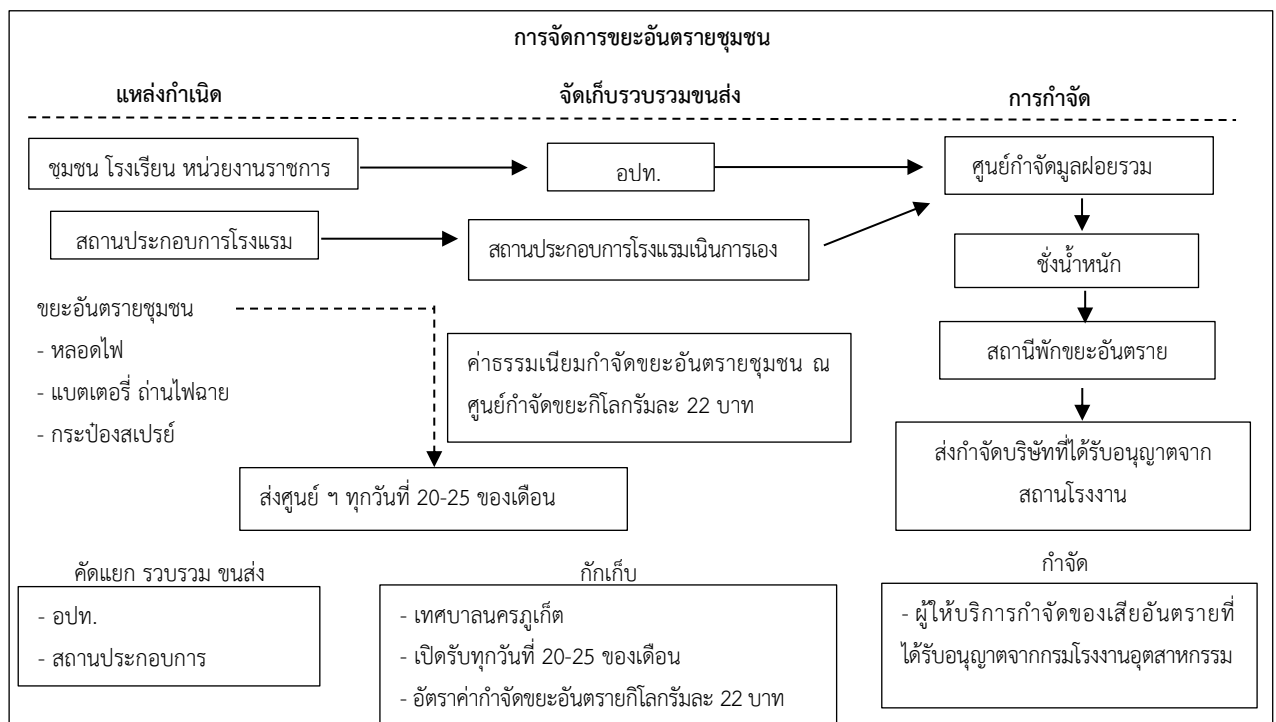 การจัดการขยะอันตรายชุมชน
แหล่งกำเนิด
จัดเก็บรวบรวมขนส่ง
การกำจัด
ชุมชน โรงเรียน หน่วยงานราชการ
อปท.
ศูนย์กำจัดมูลฝอยรวม
สถานประกอบการโรงแรม
สถานประกอบการโรงแรมเนินการเอง
ชั่งน้ำหนัก
ขยะอันตรายชุมชน
- หลอดไฟ
- แบตเตอรี่ ถ่านไฟฉาย
- กระป๋องสเปรย์
ค่าธรรมเนียมกำจัดขยะอันตรายชุมชน ณ
ศูนย์กำจัดขยะกิโลกรัมละ 22 บาท
สถานีพักขยะอันตราย
ส่งกำจัดบริษัทที่ได้รับอนุญาตจาก
สถานโรงงาน
ส่งศูนย์ ฯ ทุกวันที่ 20-25 ของเดือน
คัดแยก รวบรวม ขนส่ง
- อปท.
- สถานประกอบการ
กักเก็บ
- เทศบาลนครภูเก็ต
- เปิดรับทุกวันที่ 20-25 ของเดือน
- อัตราค่ากำจัดขยะอันตรายกิโลกรัมละ 22 บาท
กำจัด
- ผู้ให้บริการกำจัดของเสียอันตรายที่
ได้รับอนุญาตจากกรมโรงงานอุตสาหกรรม